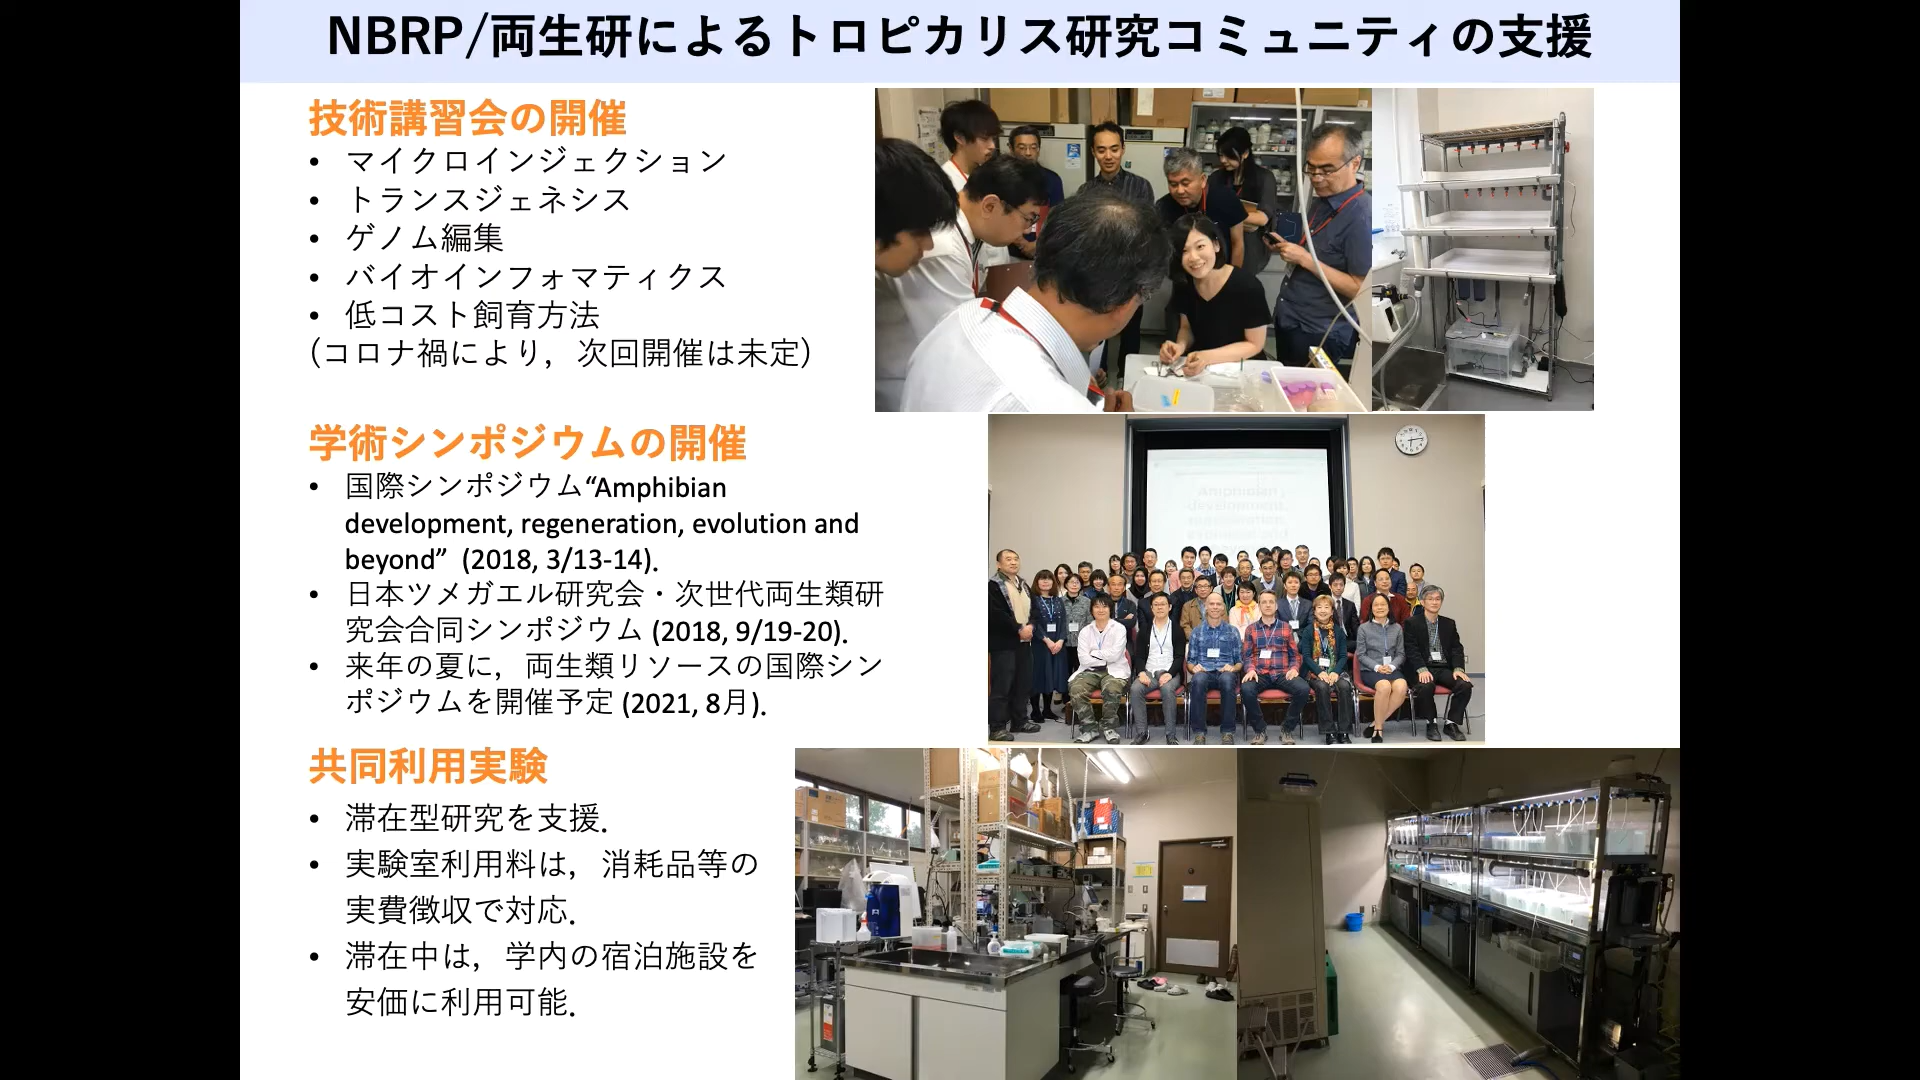 NBRP/両生研によるトロピカリス研究コミュニティの支援
技術講習会の開催
• マイクロインジェクション
• トランスジェネシス
• ゲノム編集
• バイオインフォマティクス
• 低コスト飼育方法
(コロナ禍により，次回開催は未定)
学術シンポジウムの開催
• 国際シンポジウム“Amphibian
development, regeneration, evolution and
beyond” (2018, 3/13-14).
• 日本ツメガエル研究会・次世代両生類研
究会合同シンポジウム (2018, 9/19-20).
• 来年の夏に，両生類リソースの国際シン
ポジウムを開催予定 (2021, 8月).
Amphibian
development,
共同利用実験
• 滞在型研究を支援.
• 実験室利用料は，消耗品等の
実費徴収で対応.
• 滞在中は，学内の宿泊施設を
安価に利用可能.